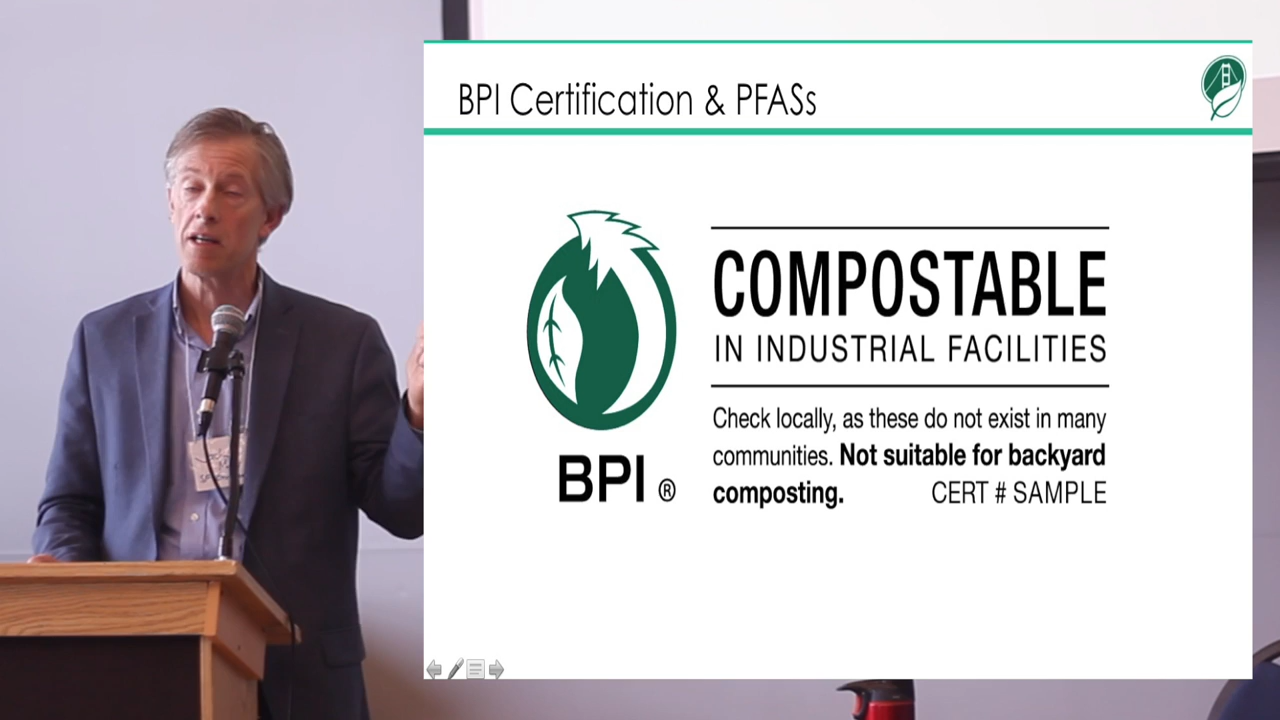 BPI Certification & PFASs
COMPOSTABLE
IN INDUSTRIAL FACILITIES
Check locally, as these do not exist in many
communities. Not suitable for backyard
composting. CERT # SAMPLE
BPI ®